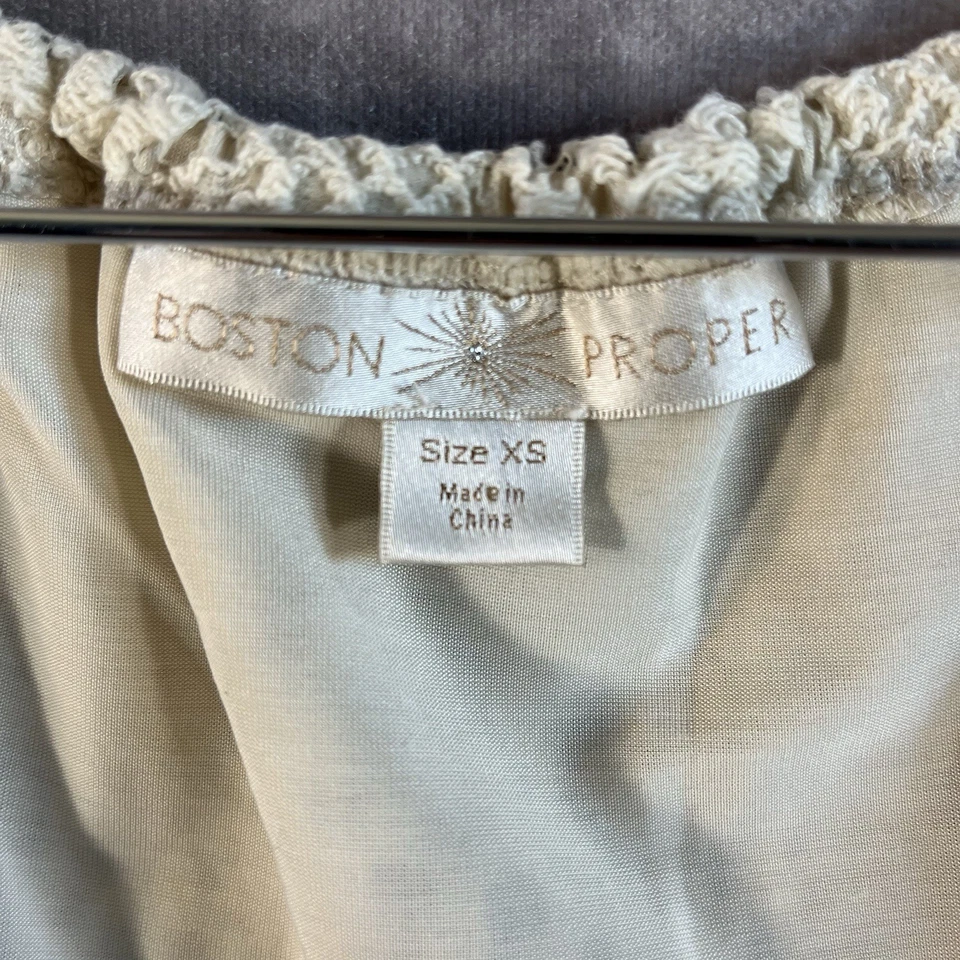 BOSTON PROPER
Size XS
Made in
China